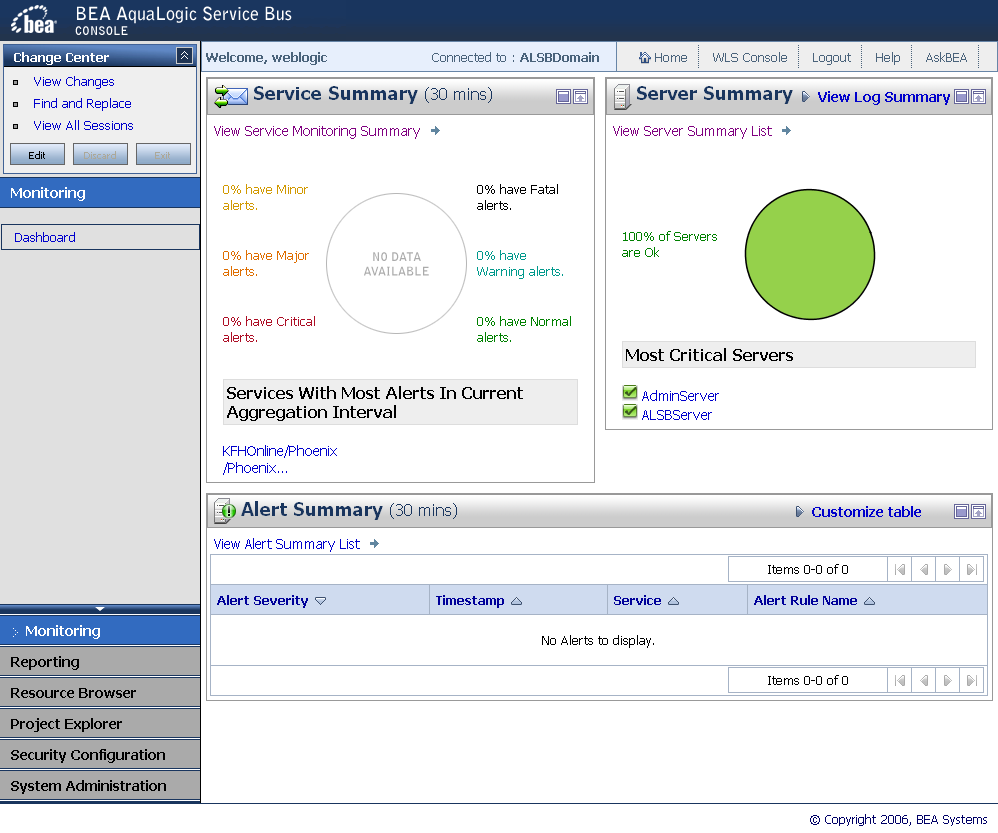 bea
BEA AquaLogic Service Bus
CONSOLE
Change Center
View Changes
Find and Replace
View All Sessions
Edit
Discard
Exit
Monitoring
Dashboard
Monitoring
Reporting
Resource Browser
Project Explorer
Security Configuration
System Administration
Welcome, weblogic
Connected to : ALSBDomain
Home
WLS Console
Logout
Help
AskBEA
Service Summary (30 mins)
View Service Monitoring Summary
0% have Minor
alerts.
0% have Major
alerts.
0% have Critical
alerts.
NO DATA
AVAILABLE
0% have Fatal
alerts.
0% have
Warning alerts.
0% have Normal
alerts.
Services With Most Alerts In Current
Aggregation Interval
KFHOnline/Phoenix
/Phoenix...
Server Summary
View Log Summary
View Server Summary List
100% of Servers
are Ok
Most Critical Servers
AdminServer
ALSBServer
Alert Summary (30 mins)
Customize table
View Alert Summary List
Items 0-0 of 0
Alert Severity
Timestamp
Service
Alert Rule Name
No Alerts to display.
Items 0-0 of 0
© Copyright 2006, BEA Systems